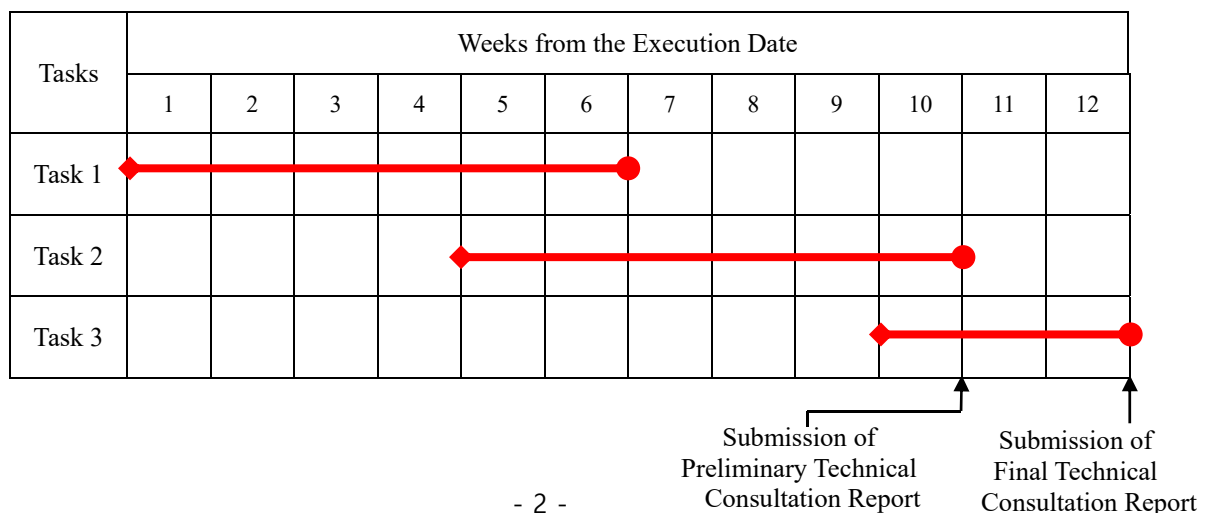 Tasks
Weeks from the Execution Date
1 2 3 4 5 6 7 8 9 10 11 12
Task 1
Task 2
Task 3
Submission of
Preliminary Technical
Consultation Report
Submission of
Final Technical
Consultation Report
- 2 -